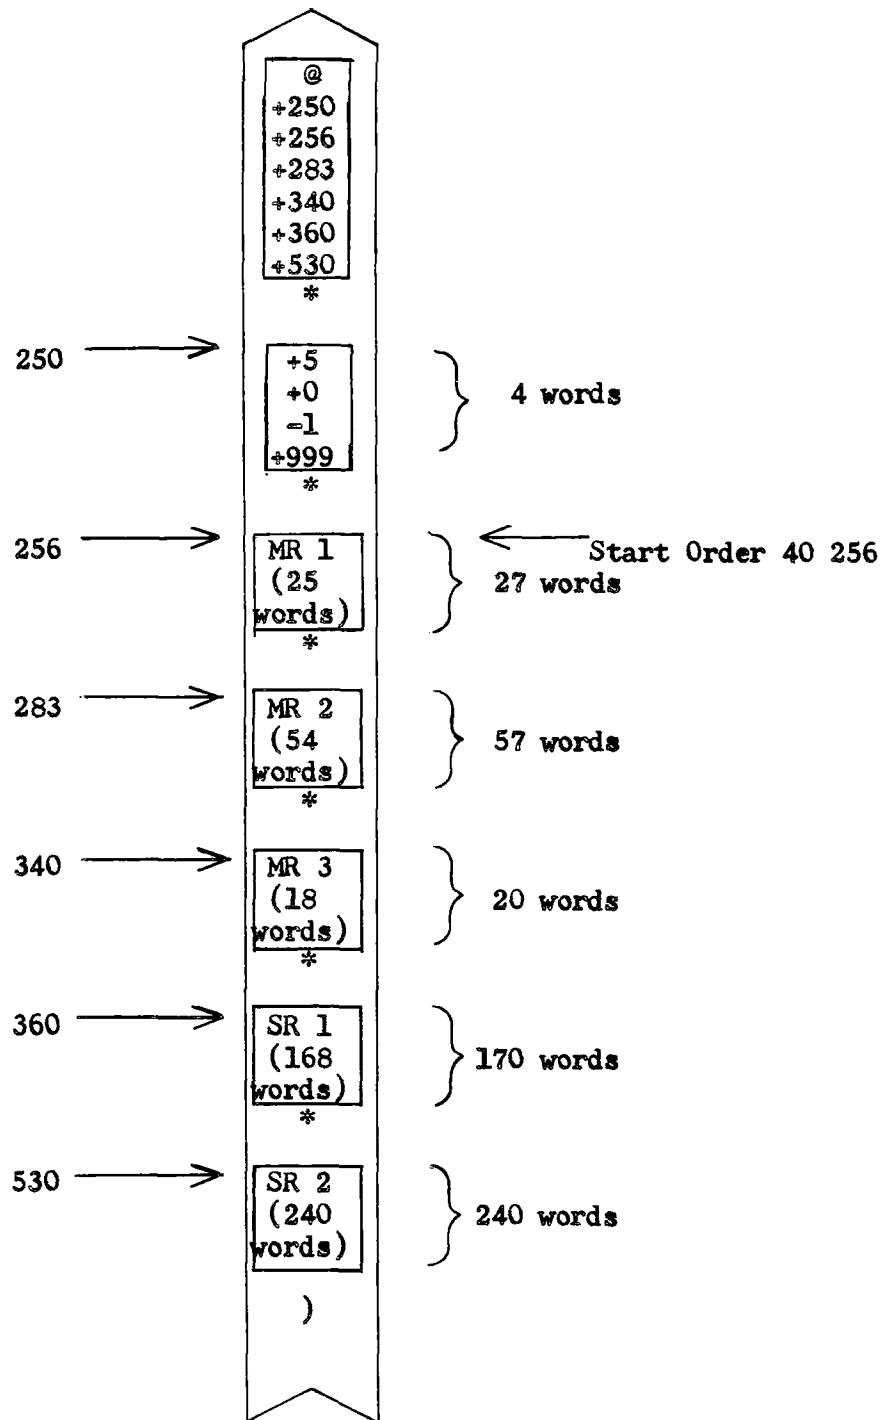 @
+250
+256
+283
+340
+360
+530
*
250
+5
+0
-1
+999
*
4 words
256
MR 1
(25
words)
*
27 words
Start Order 40 256
283
MR 2
(54
words)
*
57 words
340
MR 3
(18
words)
*
20 words
360
SR 1
(168
words)
*
170 words
530
SR 2
(240
words)
240 words
)